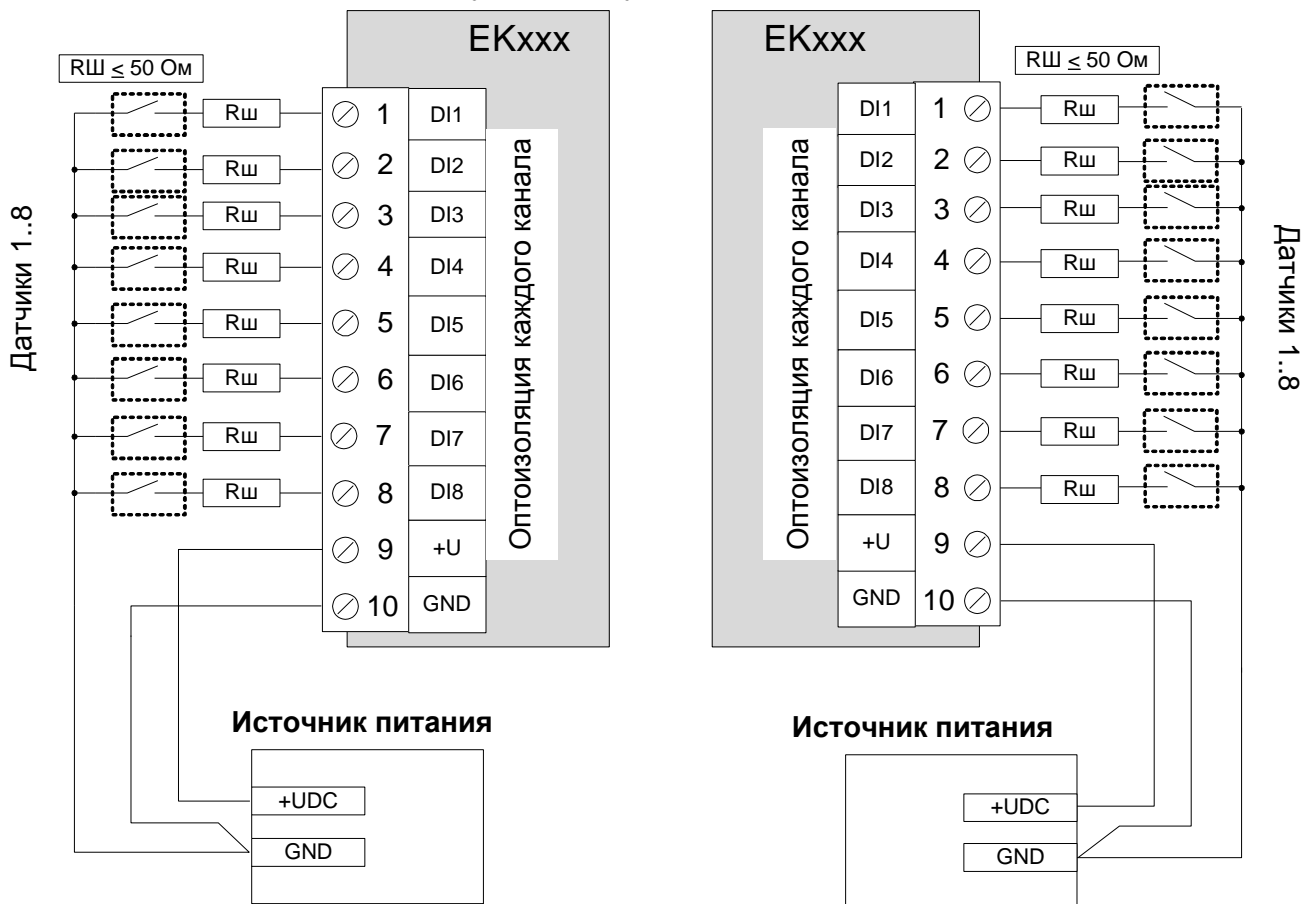 EKxxx
RШ ≤ 50 Ом
Датчики 1..8
Rш 1 DI1
Rш 2 DI2
Rш 3 DI3
Rш 4 DI4
Rш 5 DI5
Rш 6 DI6
Rш 7 DI7
Rш 8 DI8
9 +U
10 GND
Оптоизоляция каждого канала
Источник питания
+UDC
GND
EKxxx
RШ ≤ 50 Ом
Оптоизоляция каждого канала
DI1 1 Rш
DI2 2 Rш
DI3 3 Rш
DI4 4 Rш
DI5 5 Rш
DI6 6 Rш
DI7 7 Rш
DI8 8 Rш
+U 9
GND 10
Датчики 1..8
Источник питания
+UDC
GND